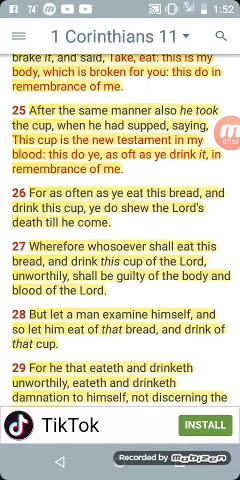 1:52
1 Corinthians 11
brake it, and said, Take, eat: this is my
body, which is broken for you: this do in
remembrance of me.
25 After the same manner also he took
the cup, when he had supped, saying,
This cup is the new testament in my
blood: this do ye, as oft as ye drink it, in
remembrance of me.
26 For as often as ye eat this bread, and
drink this cup, ye do shew the Lord's
death till he come.
27 Wherefore whosoever shall eat this
bread, and drink this cup of the Lord,
unworthily, shall be guilty of the body and
blood of the Lord.
28 But let a man examine himself, and
so let him eat of that bread, and drink of
that cup.
29 For he that eateth and drinketh
unworthily, eateth and drinketh
damnation to himself, not discerning the
TikTok
INSTALL
Recorded by mobizen